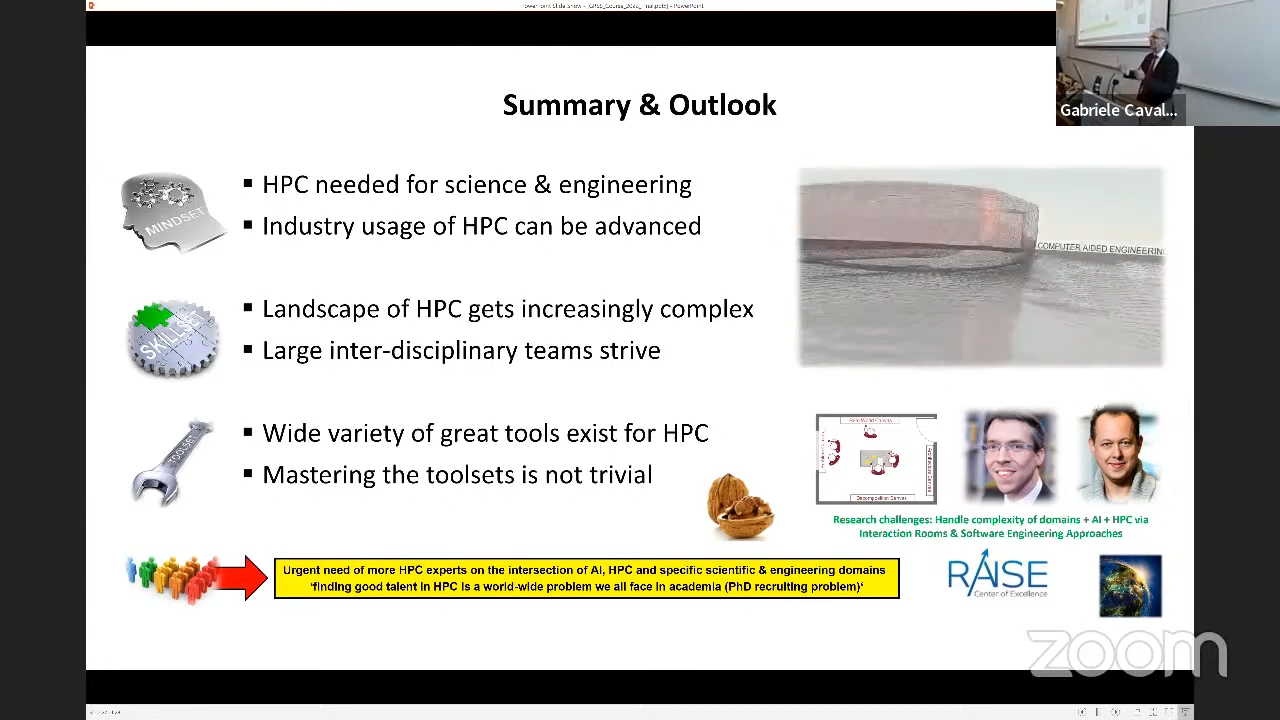 Summary & Outlook
Gabriele Caval...
MINDSET
▪ HPC needed for science & engineering
▪ Industry usage of HPC can be advanced
COMPUTER AIDED ENGINEERING
▪ Landscape of HPC gets increasingly complex
▪ Large inter-disciplinary teams strive
TOOLSET
▪ Wide variety of great tools exist for HPC
▪ Mastering the toolsets is not trivial
Decomposition Canvas
Research challenges: Handle complexity of domains + AI + HPC via
Interaction Rooms & Software Engineering Approaches
Urgent need of more HPC experts on the intersection of AI, HPC and specific scientific & engineering domains
‘finding good talent in HPC is a world-wide problem we all face in academia (PhD recruiting problem)‘
RAISE
Center of Excellence
zoom